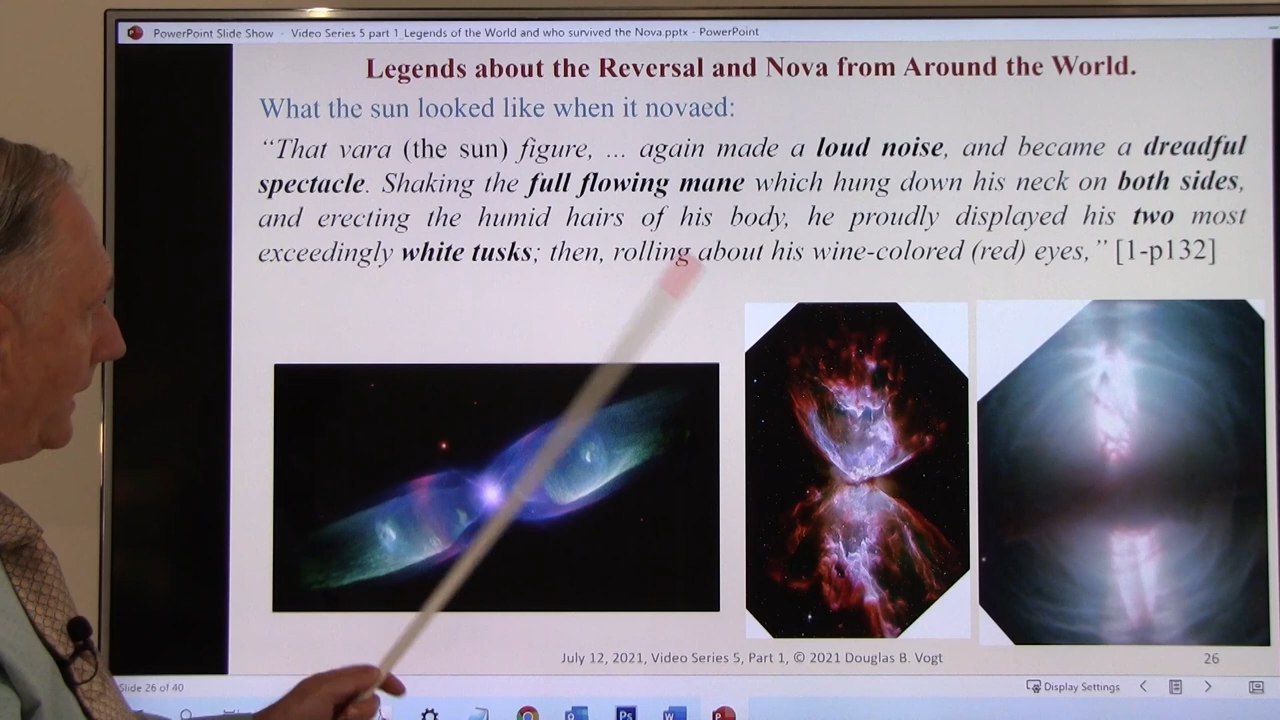 PowerPoint Slide Show - Video Series 5 part 1_Legends of the World and who survived the Nova.pptx - PowerPoint
Legends about the Reversal and Nova from Around the World.
What the sun looked like when it novaed:
“That vara (the sun) figure, ... again made a loud noise, and became a dreadful
spectacle. Shaking the full flowing mane which hung down his neck on both sides,
and erecting the humid hairs of his body, he proudly displayed his two most
exceedingly white tusks; then, rolling about his wine-colored (red) eyes,” [1-p132]
July 12, 2021, Video Series 5, Part 1, © 2021 Douglas B. Vogt
26
Slide 26 of 40
Display Settings
Ps
W
P